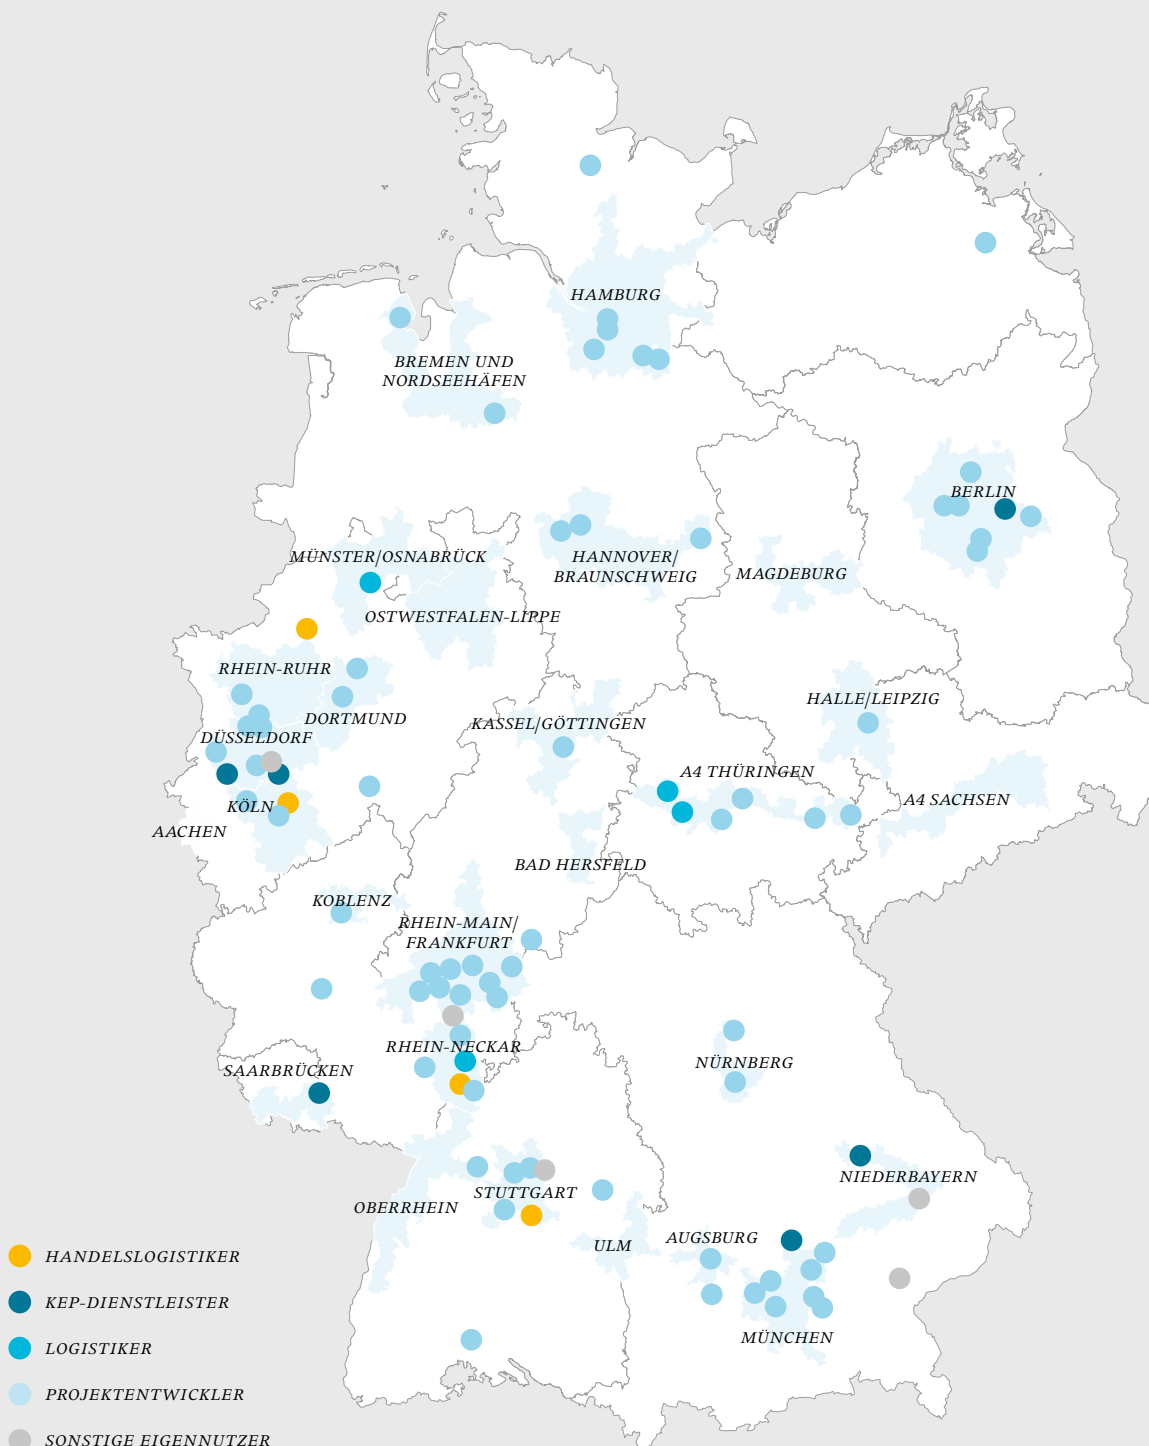 HAMBURG
BREMEN UND
NORDSEEHÄFEN
BERLIN
MÜNSTER/OSNABRÜCK
HANNOVER/
BRAUNSCHWEIG
MAGDEBURG
OSTWESTFALEN-LIPPE
RHEIN-RUHR
DORTMUND
HALLE/LEIPZIG
KASSEL/GÖTTINGEN
DÜSSELDORF
A4 THÜRINGEN
A4 SACHSEN
KÖLN
AACHEN
BAD HERSFELD
KOBLENZ
RHEIN-MAIN/
FRANKFURT
RHEIN-NECKAR
NÜRNBERG
SAARBRÜCKEN
NIEDERBAYERN
STUTTGART
OBERRHEIN
AUGSBURG
ULM
MÜNCHEN
HANDELSLOGISTIKER
KEP-DIENSTLEISTER
LOGISTIKER
PROJEKTENTWICKLER
SONSTIGE EIGENNUTZER